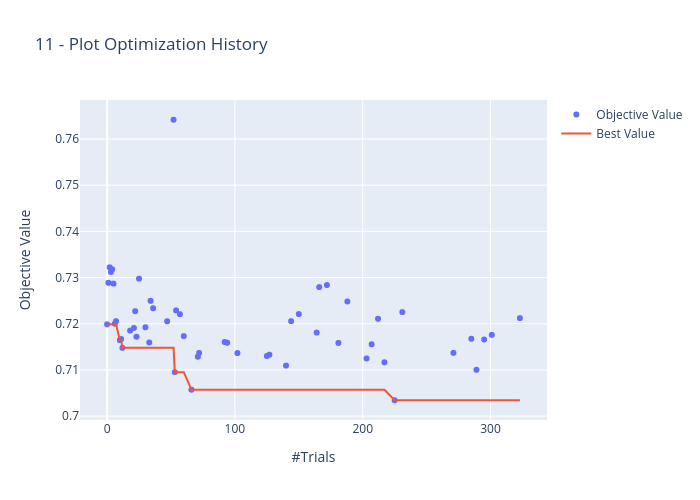 11 - Plot Optimization History
Objective Value
Best Value
0.76
0.75
0.74
0.73
0.72
0.71
0.7
0
100
200
300
#Trials
Objective Value